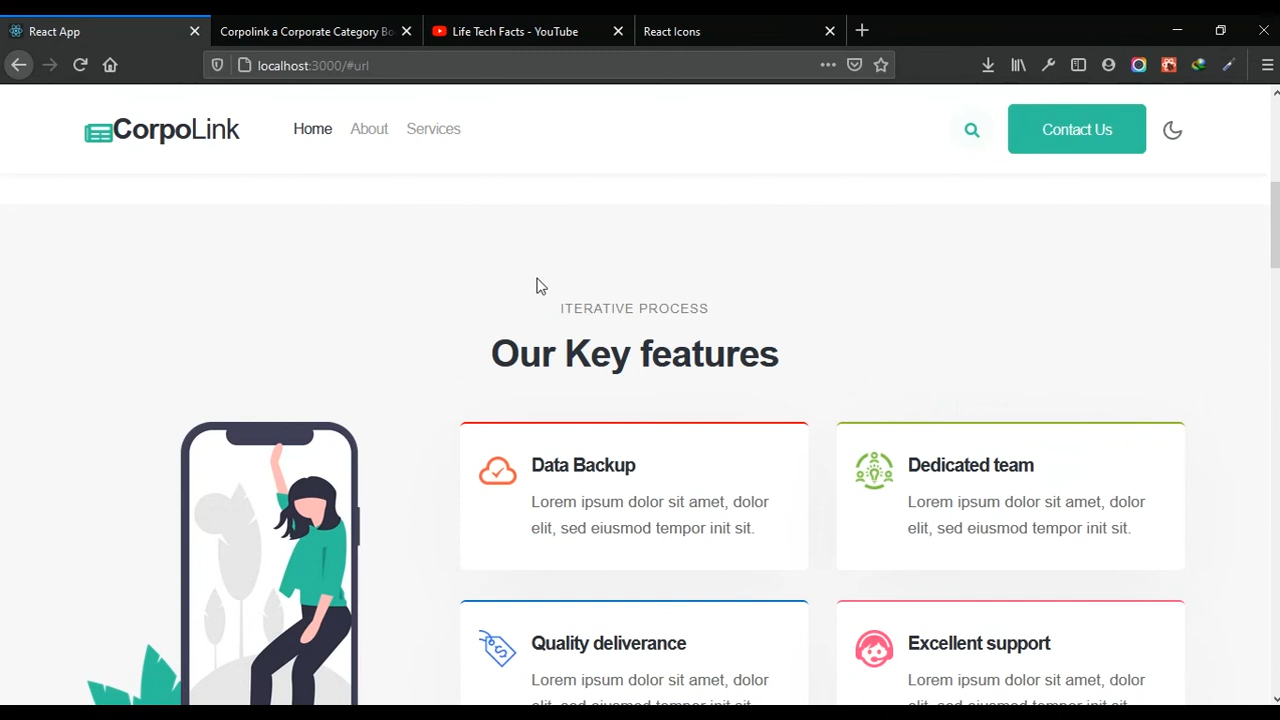 React App
Corpolink a Corporate Category Bo
Life Tech Facts - YouTube
React Icons
localhost:3000/#url
CorpoLink
Home
About
Services
Contact Us
ITERATIVE PROCESS
Our Key features
Data Backup
Lorem ipsum dolor sit amet, dolor
elit, sed eiusmod tempor init sit.
Dedicated team
Lorem ipsum dolor sit amet, dolor
elit, sed eiusmod tempor init sit.
Quality deliverance
Lorem ipsum dolor sit amet, dolor
Excellent support
Lorem ipsum dolor sit amet, dolor